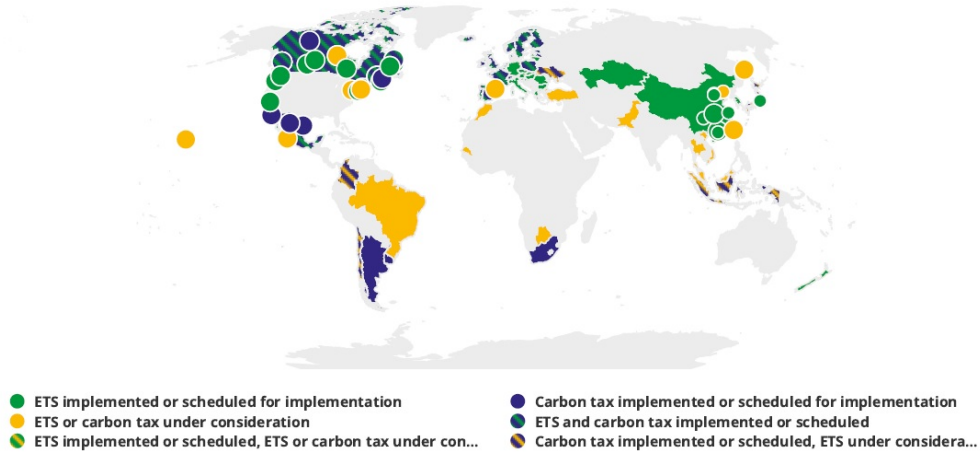 ETS implemented or scheduled for implementation
Carbon tax implemented or scheduled for implementation
ETS or carbon tax under consideration
ETS and carbon tax implemented or scheduled
ETS implemented or scheduled, ETS or carbon tax under con...
Carbon tax implemented or scheduled, ETS under considera...